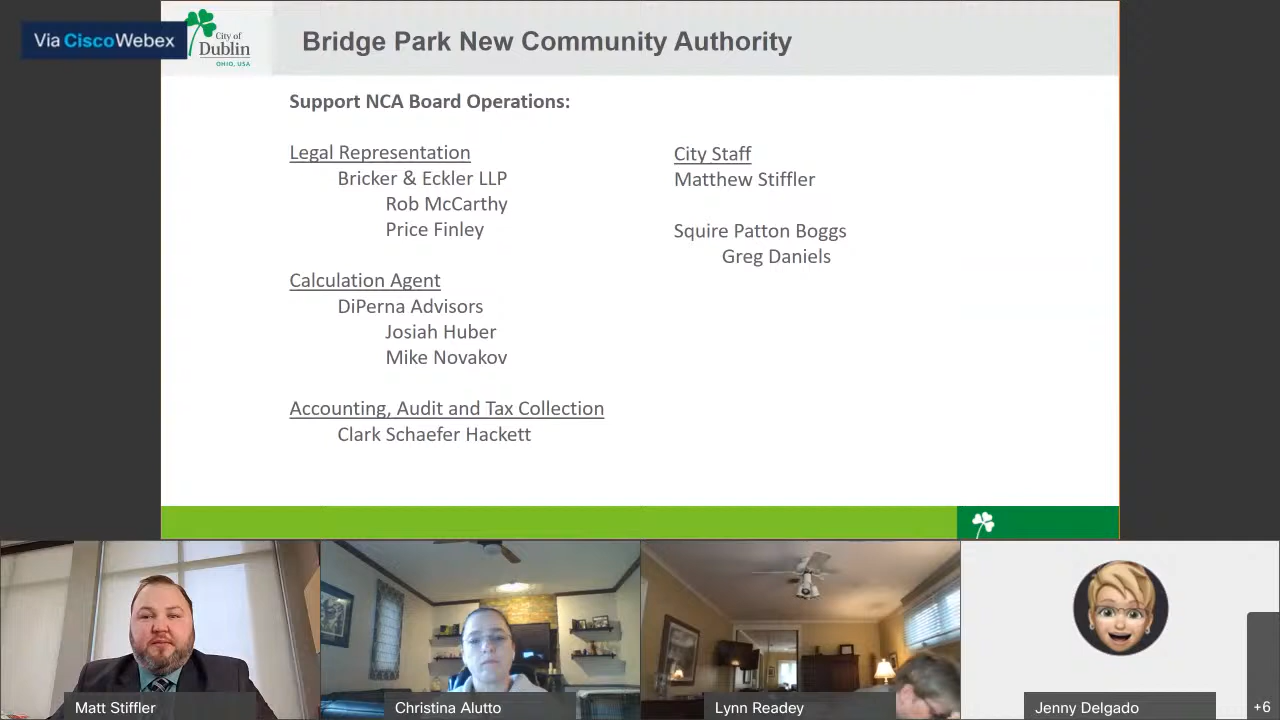 Via CiscoWebex
City of
Dublin
OHIO, USA
Bridge Park New Community Authority
Support NCA Board Operations:
Legal Representation
Bricker & Eckler LLP
Rob McCarthy
Price Finley
Calculation Agent
DiPerna Advisors
Josiah Huber
Mike Novakov
Accounting, Audit and Tax Collection
Clark Schaefer Hackett
City Staff
Matthew Stiffler
Squire Patton Boggs
Greg Daniels
Matt Stiffler
Christina Alutto
Lynn Readey
Jenny Delgado
+6